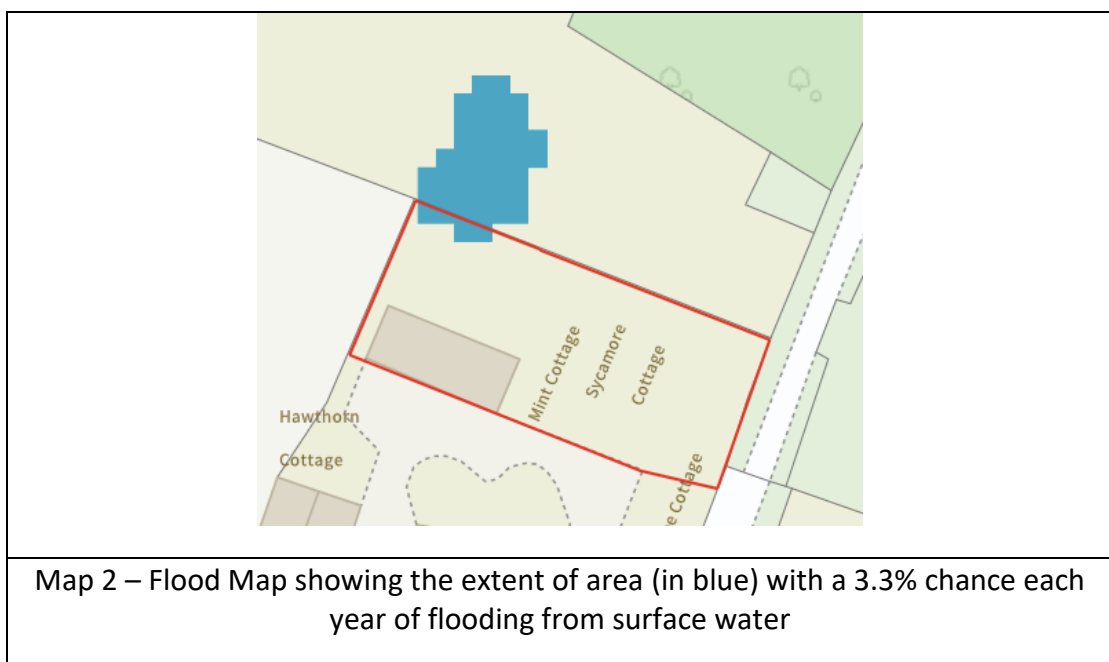 Mint Cottage
Sycamore
Cottage
Hawthorn
Cottage
e Cottage
Map 2 – Flood Map showing the extent of area (in blue) with a 3.3% chance each
year of flooding from surface water